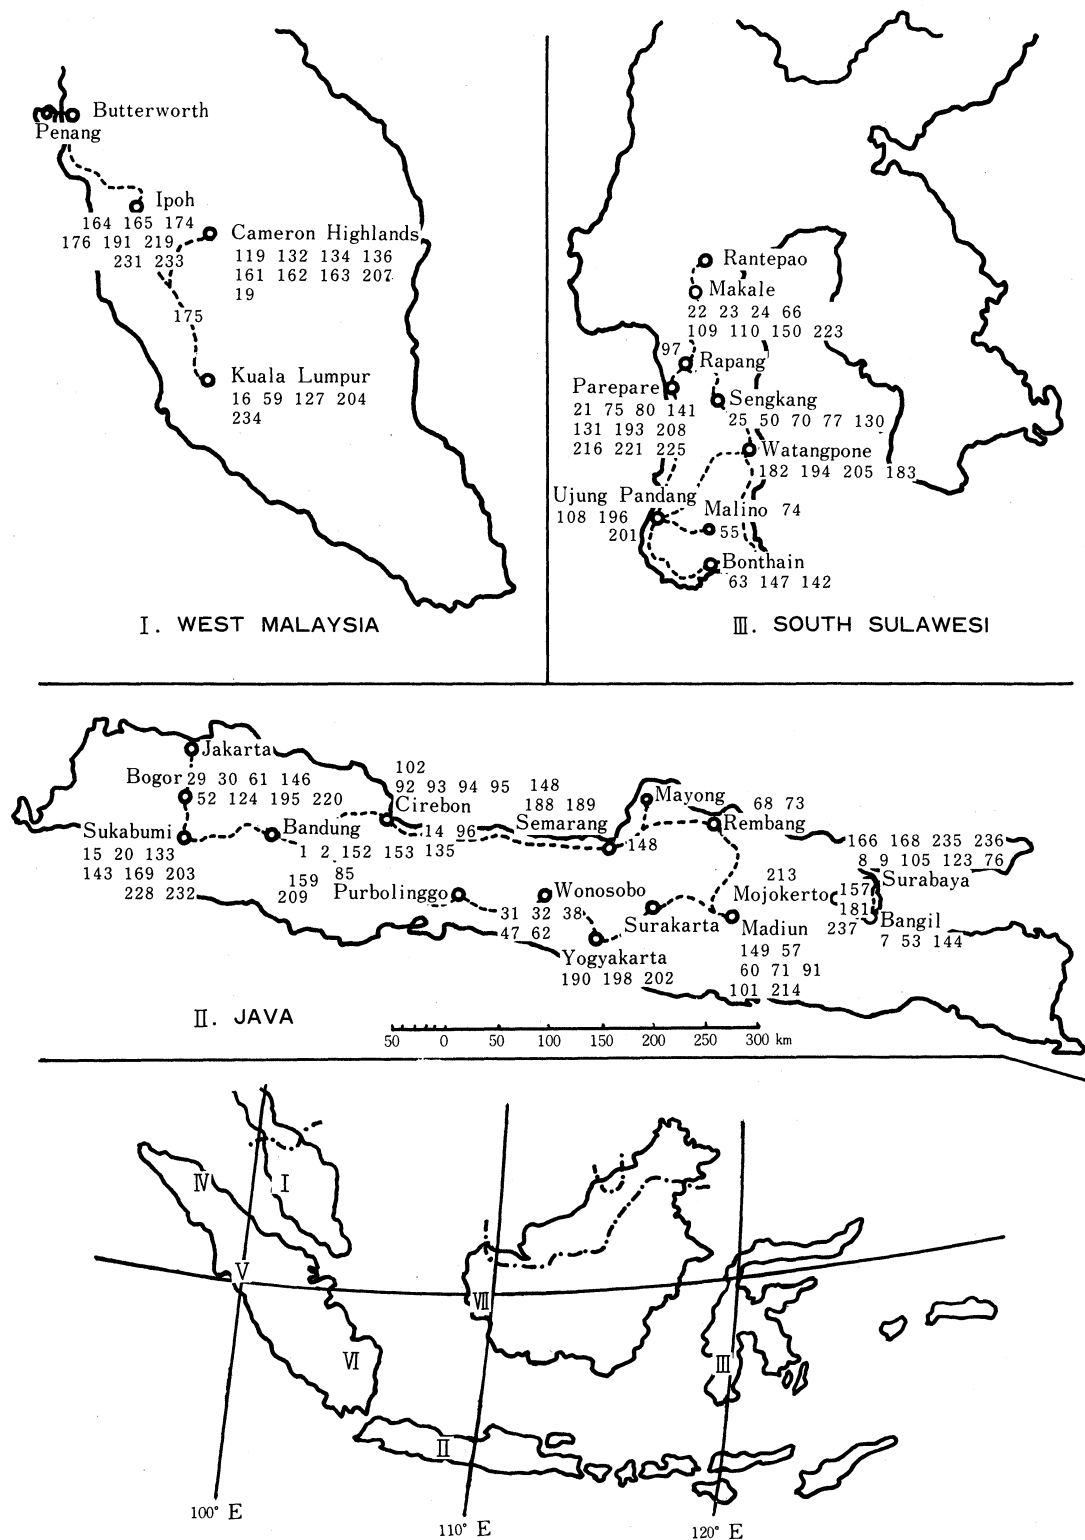 Butterworth
Penang
Ipoh
164 165 174
176 191 219
231 233
Cameron Highlands
119 132 134 136
161 162 163 207
19
175
Kuala Lumpur
16 59 127 204
234
I. WEST MALAYSIA
Rantepao
Makale
22 23 24 66
109 110 150 223
97
Rapang
Parepare
21 75 80 141
131 193 208
216 221 225
Sengkang
25 50 70 77 130
Watangpone
182 194 205 183
Ujung Pandang
108 196
201
Malino 74
55
Bonthain
63 147 142
III. SOUTH SULAWESI
Jakarta
Bogor 29 30 61 146
52 124 195 220
Sukabumi
15 20 133
143 169 203
228 232
Bandung
1 2 152 153
85
159
209
102
92 93 94 95 148
Cirebon
14 96
135
188 189
Semarang
148
Mayong
68 73
Rembang
166 168 235 236
8 9 105 123 76
Surabaya
213
Mojokerto
157
181
237
Bangil
7 53 144
Purbolinggo
Wonosobo
31 32 38
47 62
Yogyakarta
190 198 202
Surakarta
Madiun
149 57
60 71 91
101 214
II. JAVA
50 0 50 100 150 200 250 300 km
IV
I
V
VII
VI
III
II
100° E
110° E
120° E